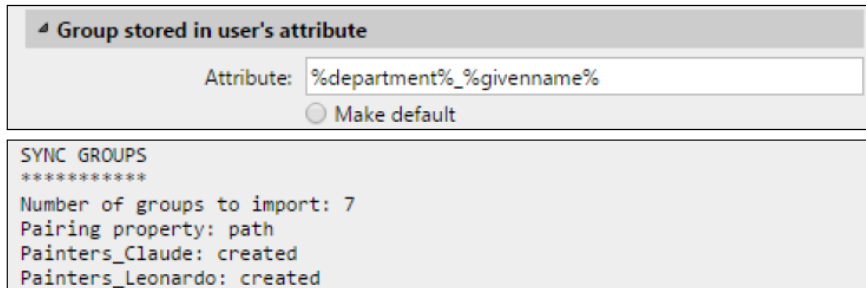 Group stored in user's attribute
Attribute: %department%_%givenname%
Make default
SYNC GROUPS
***********
Number of groups to import: 7
Pairing property: path
Painters_Claude: created
Painters_Leonardo: created